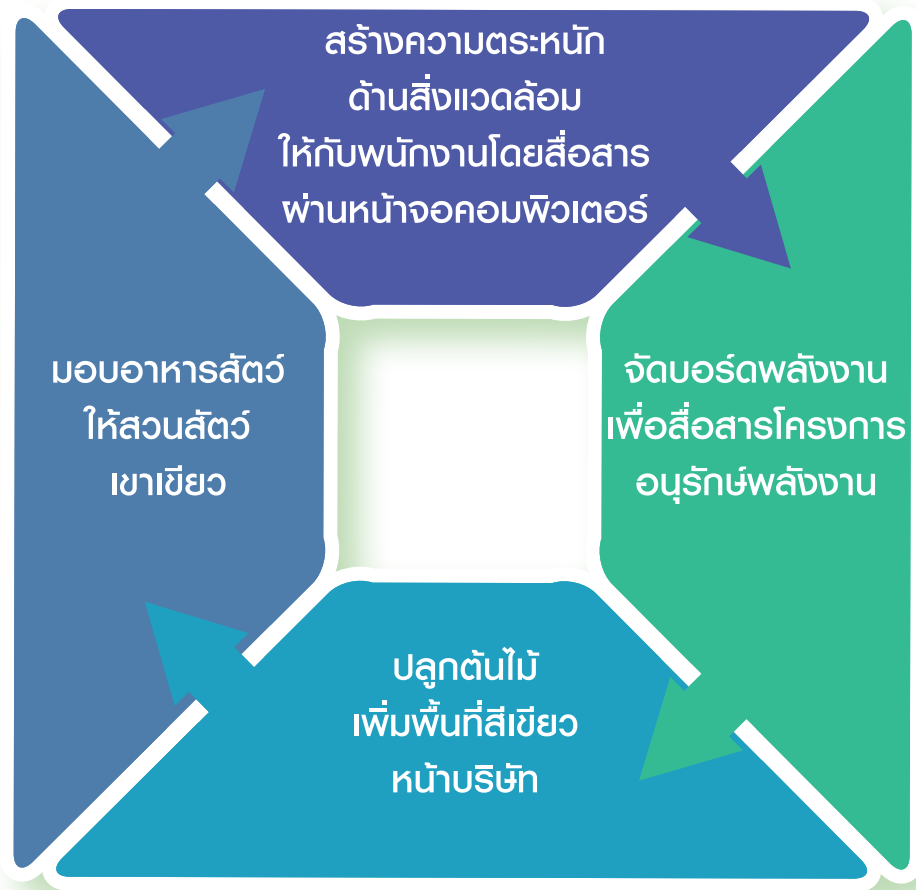 สร้างความตระหนัก
ด้านสิ่งแวดล้อม
ให้กับพนักงานโดยสื่อสาร
ผ่านหน้าจอคอมพิวเตอร์
จัดบอร์ดพลังงาน
เพื่อสื่อสารโครงการ
อนุรักษ์พลังงาน
ปลูกต้นไม้
เพิ่มพื้นที่สีเขียว
หน้าบริษัท
มอบอาหารสัตว์
ให้สวนสัตว์
เขาเขียว